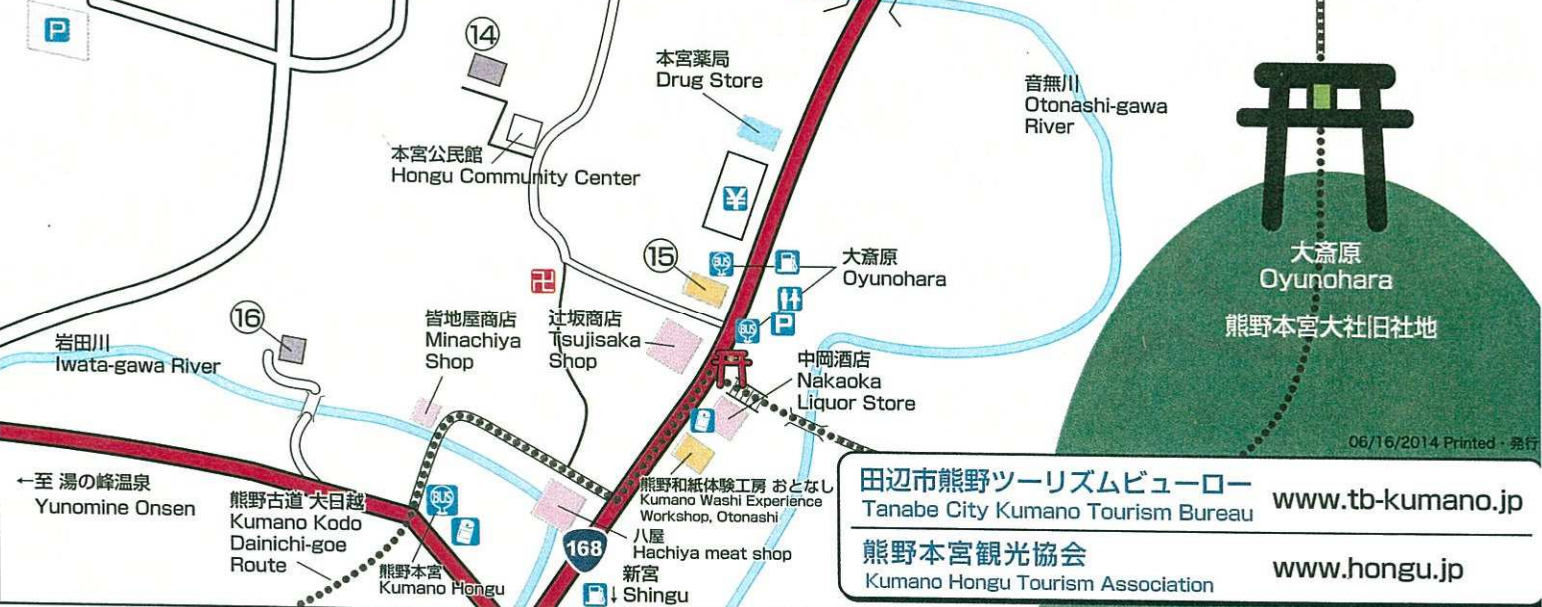 P
⑭
本宮薬局
Drug Store
音無川
Otonashi-gawa
River
本宮公民館
Hongu Community Center
¥
⑮
BUS
大斎原
Oyunohara
大斎原
Oyunohara
熊野本宮大社旧社地
卍
BUS
P
⑯
岩田川
Iwata-gawa River
皆地屋商店
Minachiya
Shop
辻坂商店
Tsujisaka
Shop
中岡酒店
Nakaoka
Liquor Store
06/16/2014 Printed・発行
←至 湯の峰温泉
Yunomine Onsen
熊野古道 大日越
Kumano Kodo
Dainichi-goe
Route
BUS
熊野本宮
Kumano Hongu
熊野和紙体験工房 おとなし
Kumano Washi Experience
Workshop, Otonashi
八屋
Hachiya meat shop
168
新宮
↓ Shingu
田辺市熊野ツーリズムビューロー
Tanabe City Kumano Tourism Bureau
www.tb-kumano.jp
熊野本宮観光協会
Kumano Hongu Tourism Association
www.hongu.jp